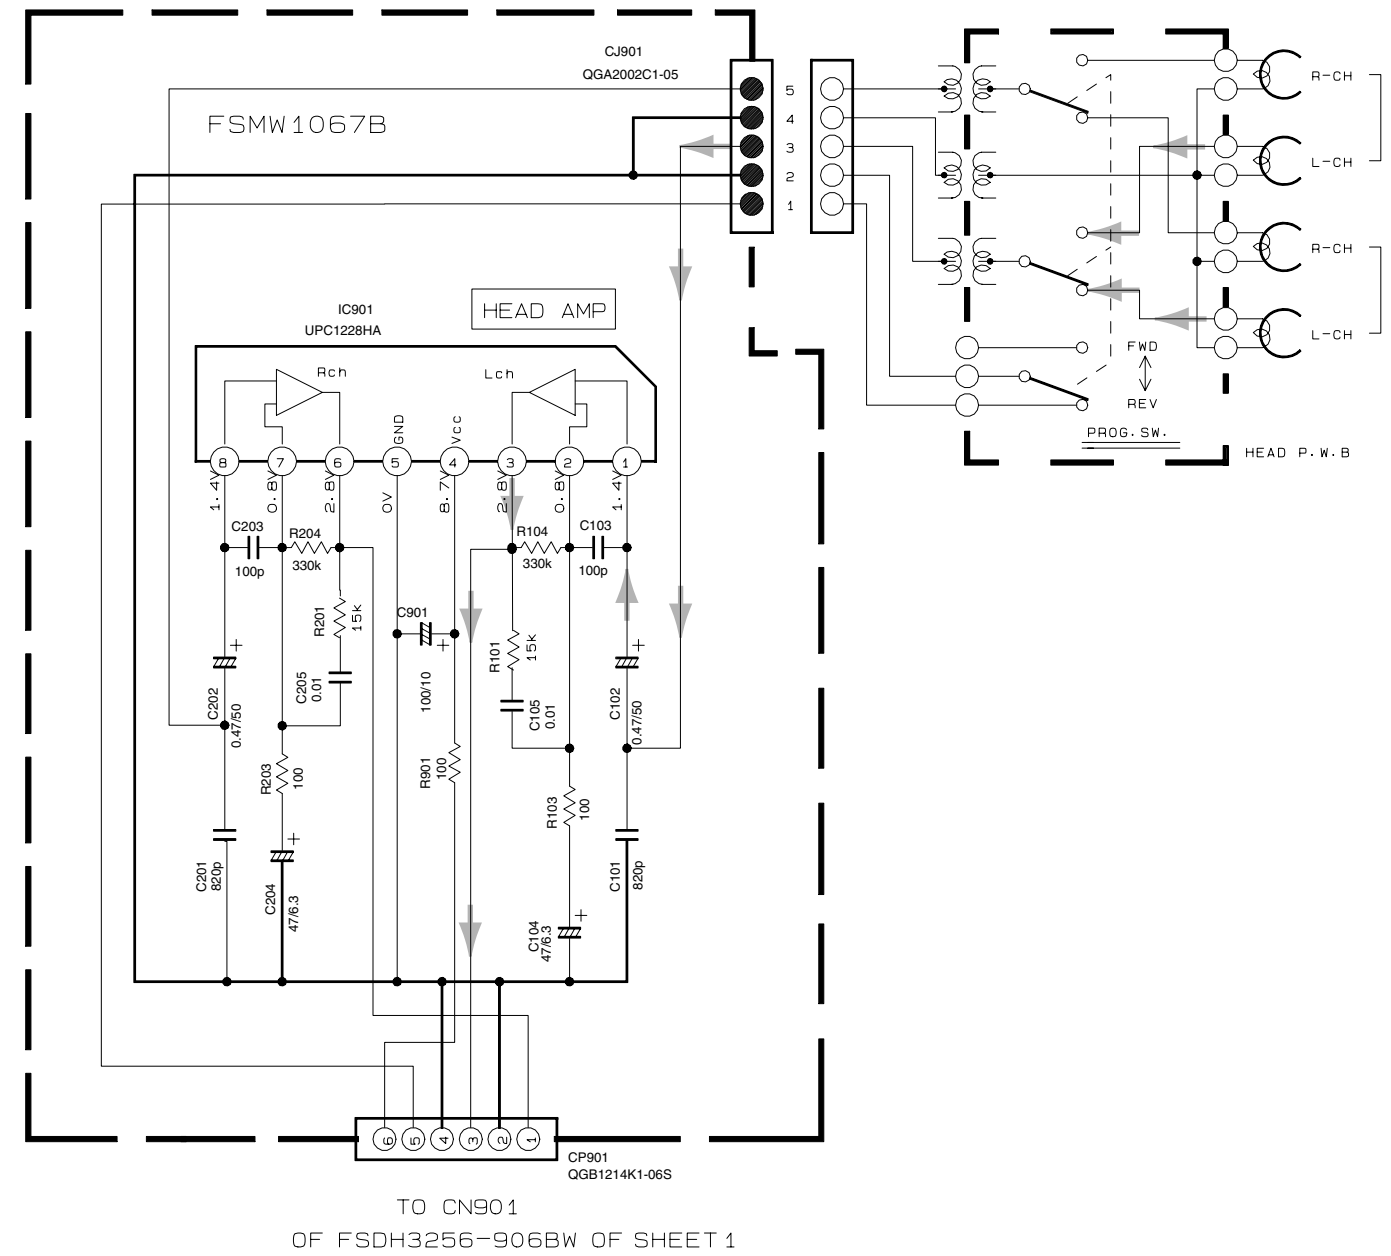 CJ901
QGA2002C1-05
FSMW1067B
5
4
3
2
1
R-CH
L-CH
R-CH
L-CH
FWD
REV
PROG. SW.
HEAD P. W. B
IC901
UPC1228HA
HEAD AMP
Rch
Lch
GND
Vcc
8
7
6
5
4
3
2
1
1.4V
0.8V
2.8V
0V
8.7V
2.8V
0.8V
1.4V
C203
100p
R204
330k
R104
330k
C103
100p
R201
15k
C901
100/10
+
R101
15k
C202
0.47/50
+
C205
0.01
C105
0.01
C102
0.47/50
+
R203
100
R901
100
R103
100
C201
820p
C204
47/6.3
+
C104
47/6.3
+
C101
820p
6
5
4
3
2
1
CP901
QGB1214K1-06S
TO CN901
OF FSDH3256-906BW OF SHEET 1